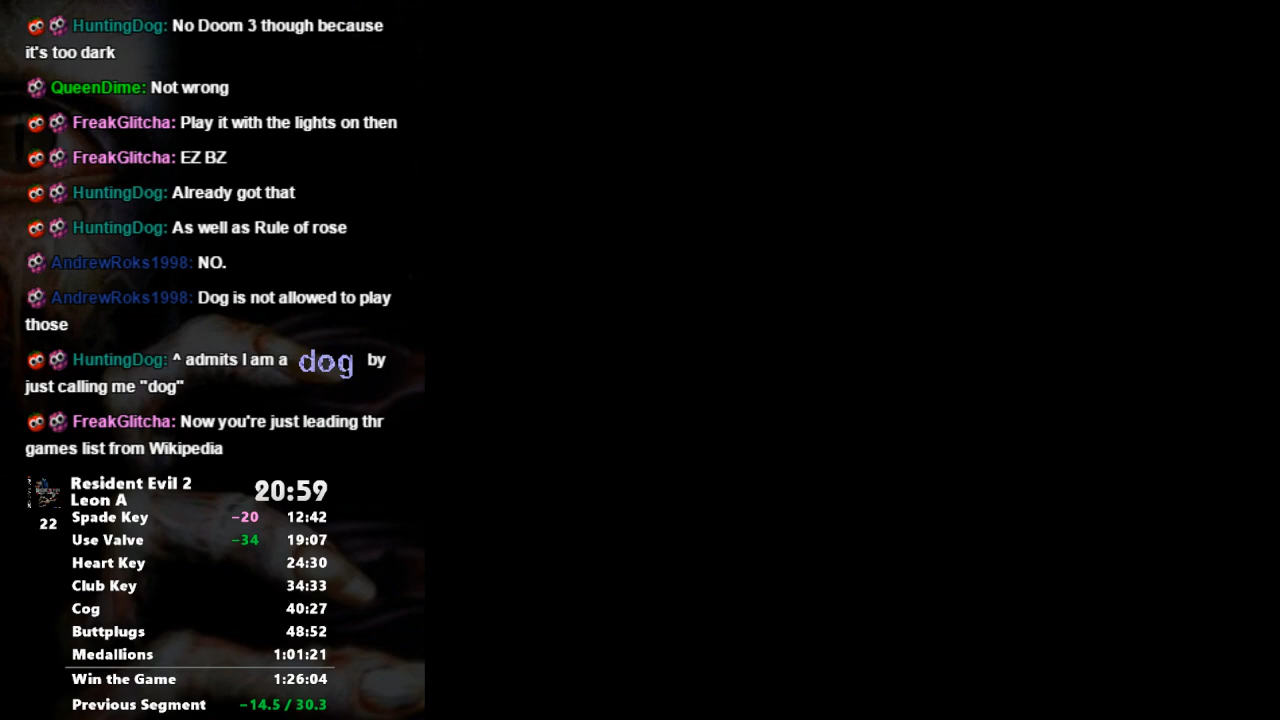 HuntingDog: No Doom 3 though because
it's too dark
QueenDime: Not wrong
FreakGlitcha: Play it with the lights on then
FreakGlitcha: EZ BZ
HuntingDog: Already got that
HuntingDog: As well as Rule of rose
AndrewRoks1998: NO.
AndrewRoks1998: Dog is not allowed to play
those
HuntingDog: ^ admits I am a dog by
just calling me "dog"
FreakGlitcha: Now you're just leading thr
games list from Wikipedia
Resident Evil 2
Leon A 20:59
22
Spade Key −20 12:42
Use Valve −34 19:07
Heart Key 24:30
Club Key 34:33
Cog 40:27
Buttplugs 48:52
Medallions 1:01:21
Win the Game 1:26:04
Previous Segment −14.5 / 30.3